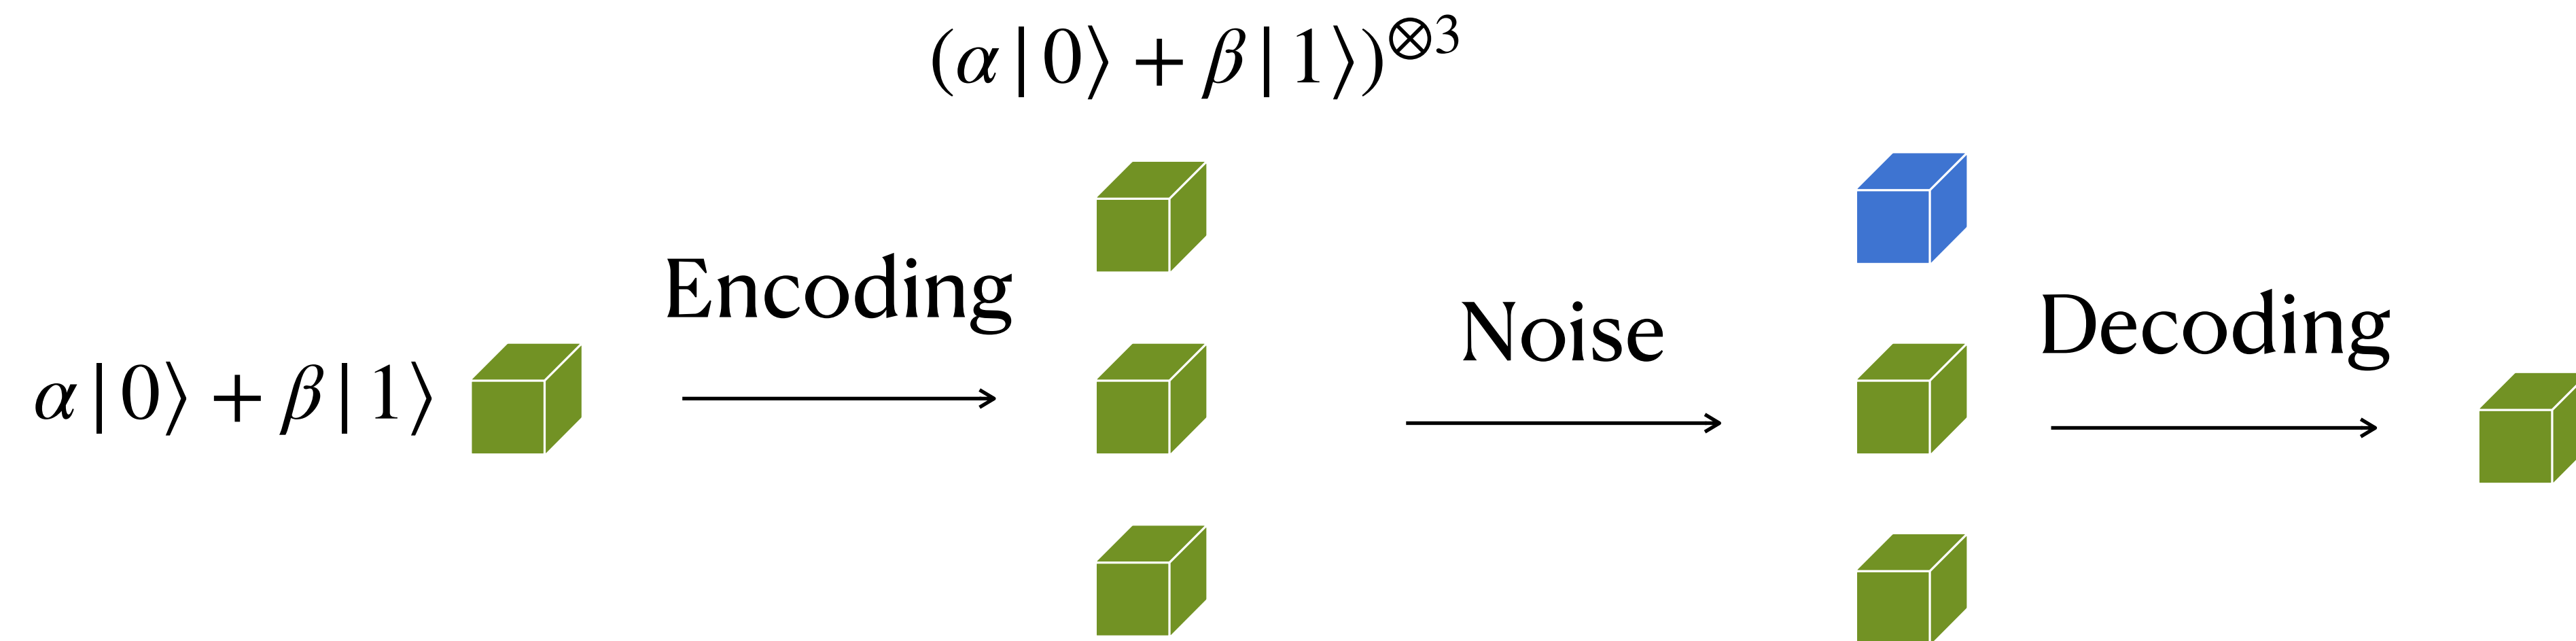 (α|0⟩ + β|1⟩)⊗3
Encoding
Noise
Decoding
α|0⟩ + β|1⟩